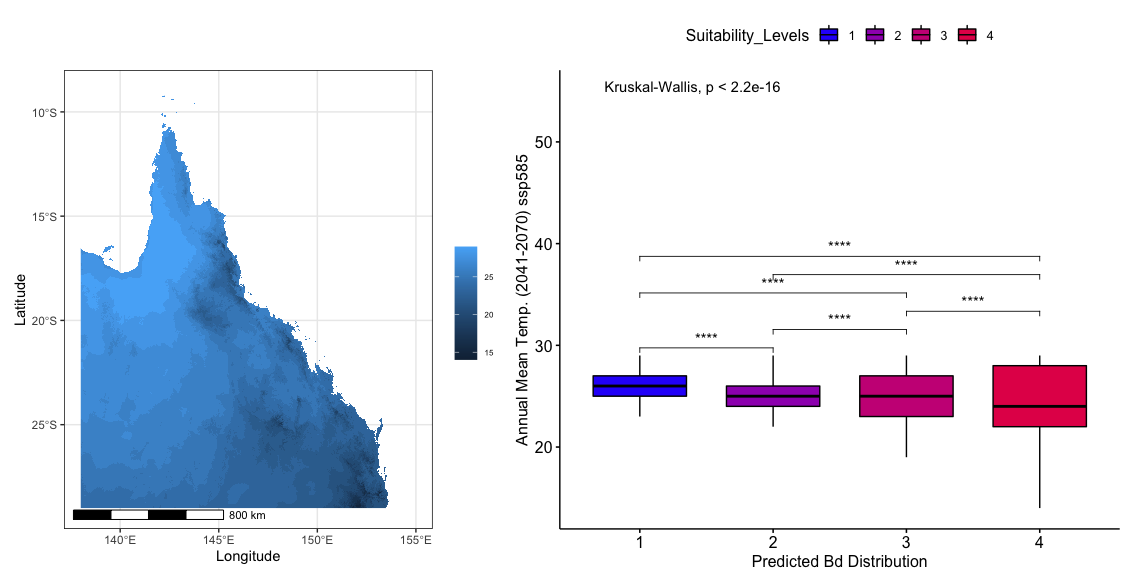 Suitability_Levels 1 2 3 4
Kruskal-Wallis, p < 2.2e-16
10°S
15°S
20°S
25°S
Latitude
800 km
140°E 145°E 150°E 155°E
Longitude
25
20
15
50
40
30
20
Annual Mean Temp. (2041-2070) ssp585
****
****
****
****
****
****
1 2 3 4
Predicted Bd Distribution